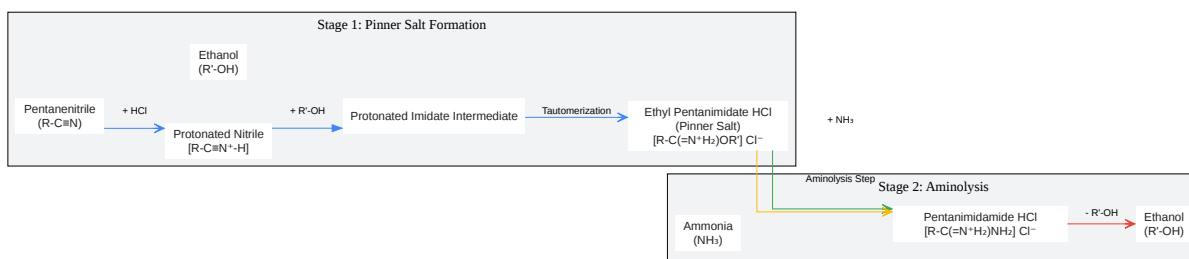 Stage 1: Pinner Salt Formation
Ethanol
(R'-OH)
Pentanenitrile
(R-C≡N)
+ HCl
Protonated Nitrile
[R-C≡N⁺-H]
+ R'-OH
Protonated Imidate Intermediate
Tautomerization
Ethyl Pentanimidate HCl
(Pinner Salt)
[R-C(=N⁺H₂)OR'] Cl⁻
+ NH₃
Aminolysis Step
Stage 2: Aminolysis
Ammonia
(NH₃)
Pentanimidamide HCl
[R-C(=N⁺H₂)NH₂] Cl⁻
- R'-OH
Ethanol
(R'-OH)